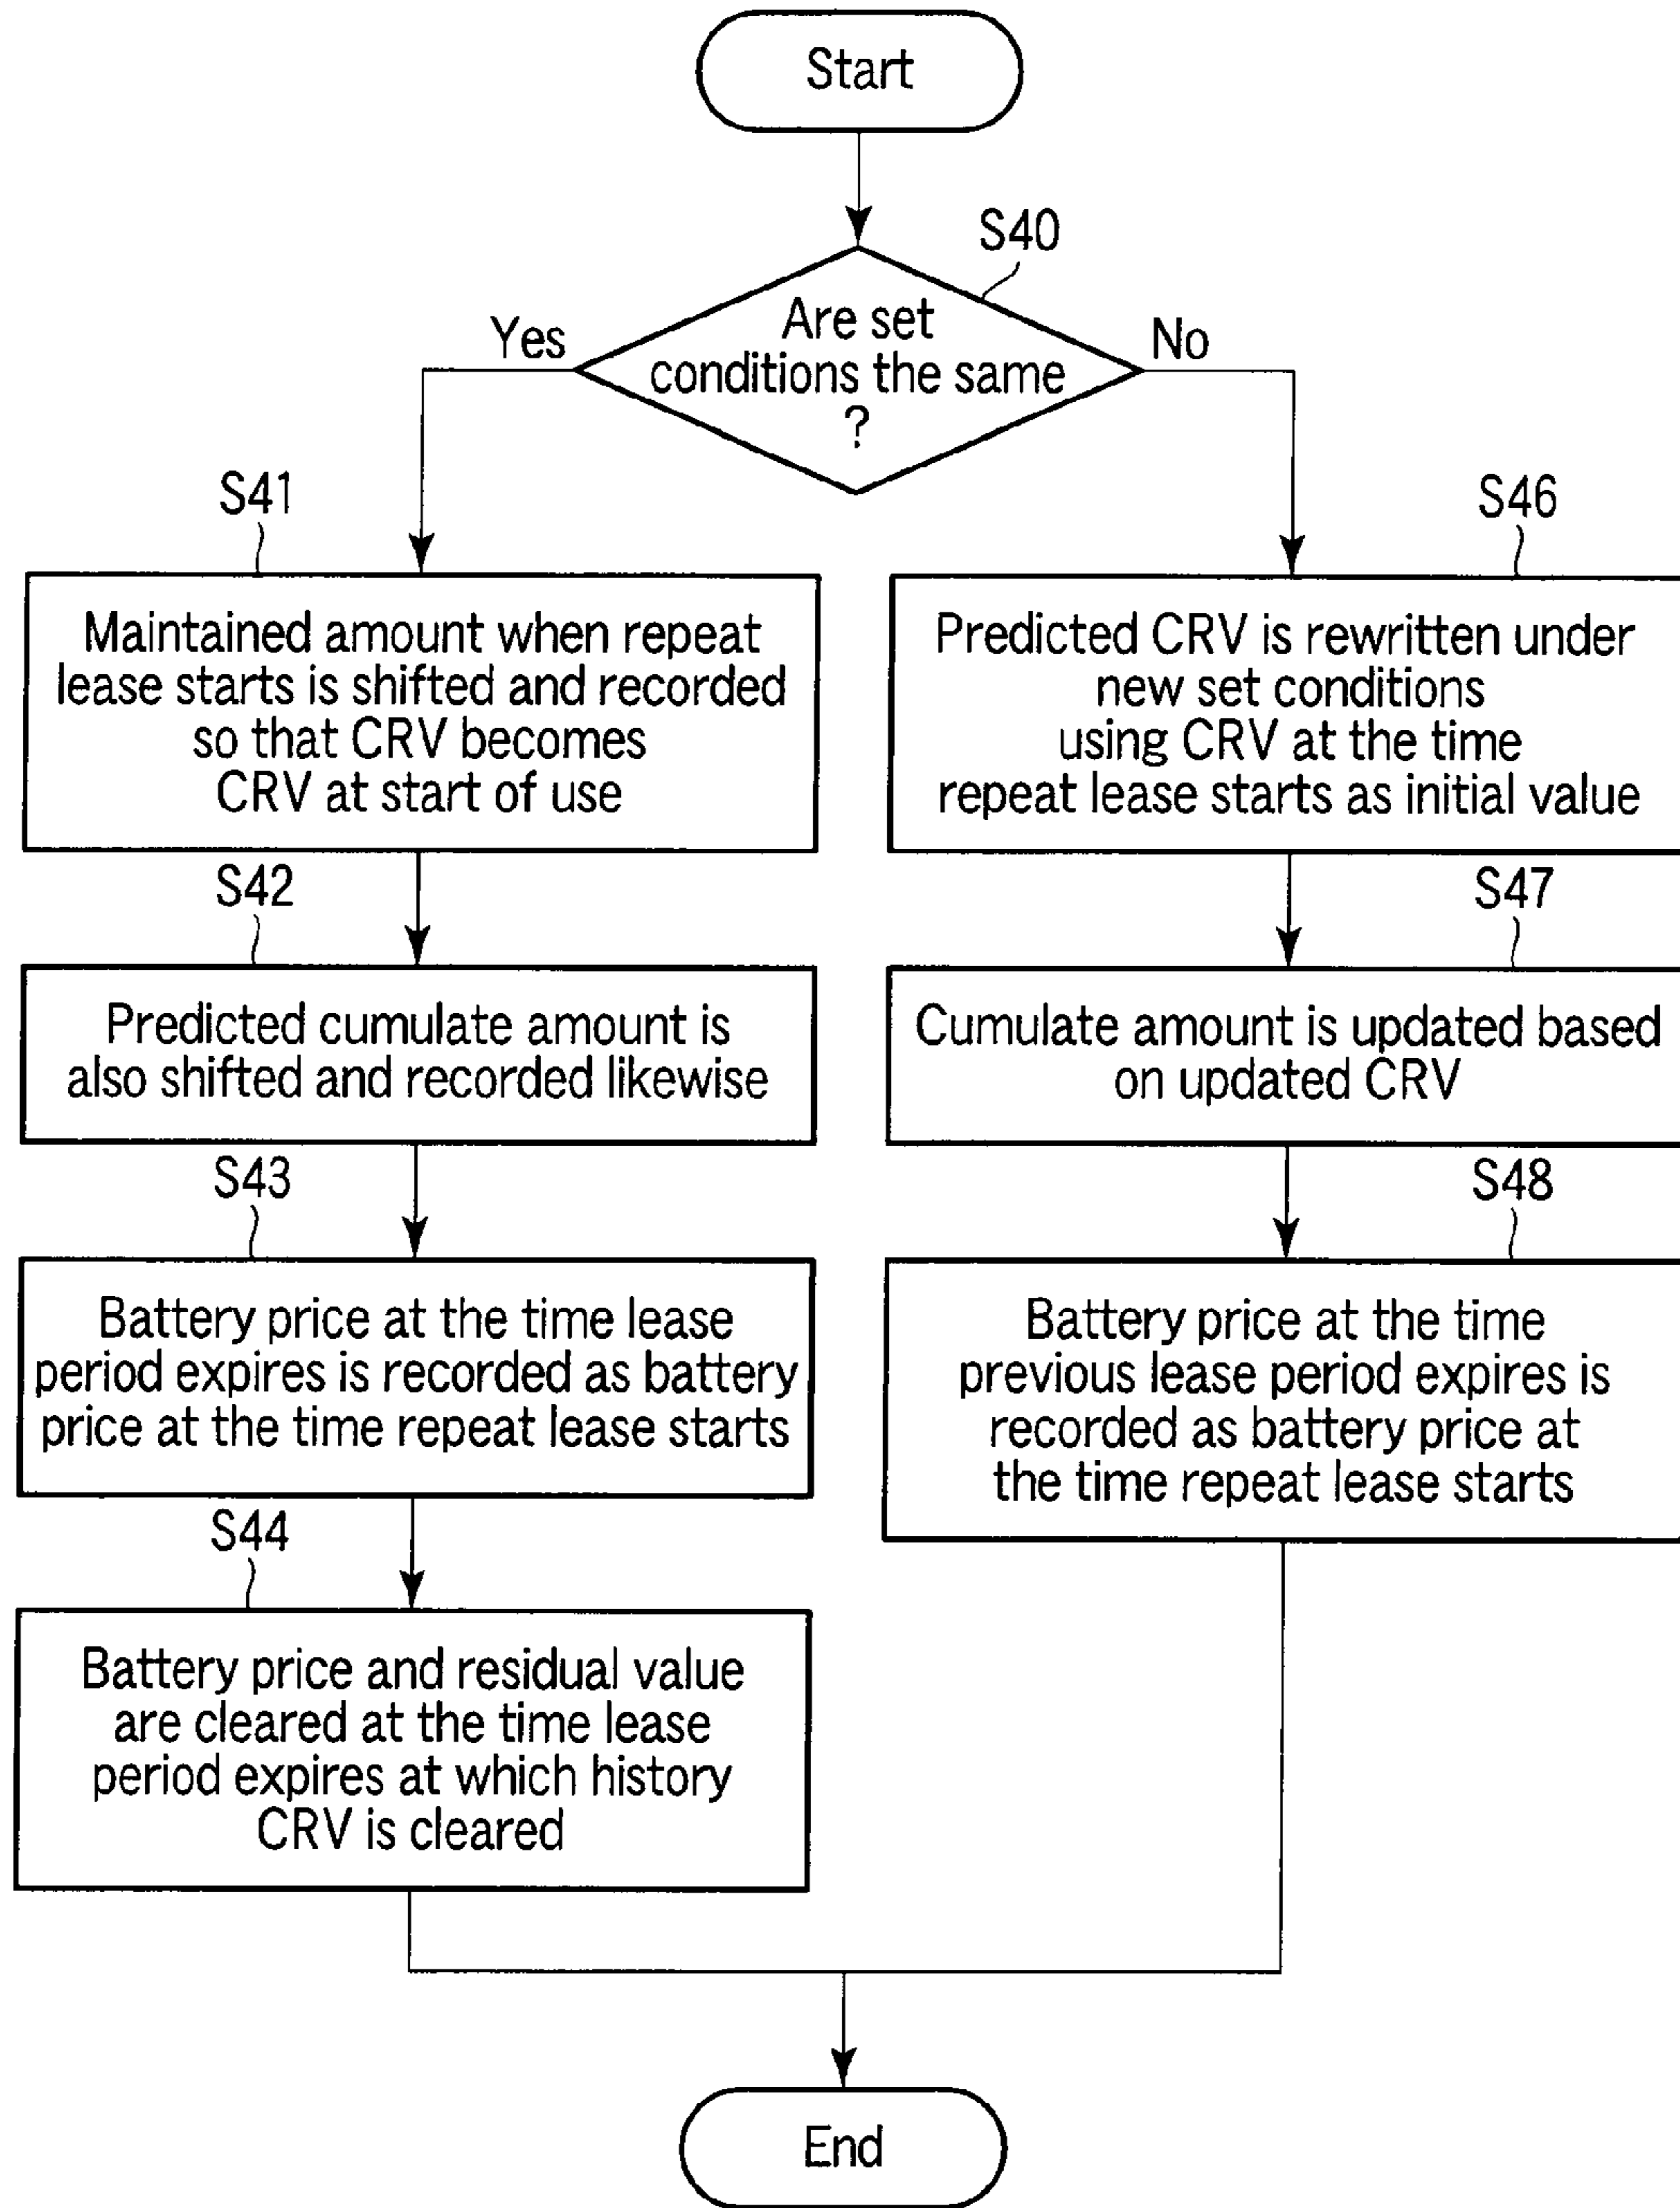 Start
S40
Are set
conditions the same
?
Yes
No
S41
Maintained amount when repeat
lease starts is shifted and recorded
so that CRV becomes
CRV at start of use
S42
Predicted cumulate amount is
also shifted and recorded likewise
S43
Battery price at the time lease
period expires is recorded as battery
price at the time repeat lease starts
S44
Battery price and residual value
are cleared at the time lease
period expires at which history
CRV is cleared
S46
Predicted CRV is rewritten under
new set conditions
using CRV at the time
repeat lease starts as initial value
S47
Cumulate amount is updated based
on updated CRV
S48
Battery price at the time
previous lease period expires is
recorded as battery price at
the time repeat lease starts
End